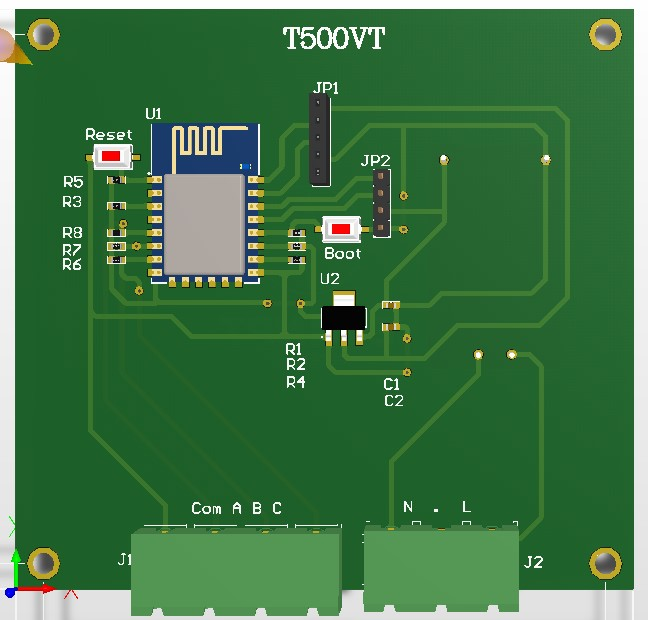 T500VT
JP1
U1
Reset
JP2
R5
R3
R8
R7
R6
Boot
U2
R1
R2
R4
C1
C2
Com A B C
N . L
J1
J2
X